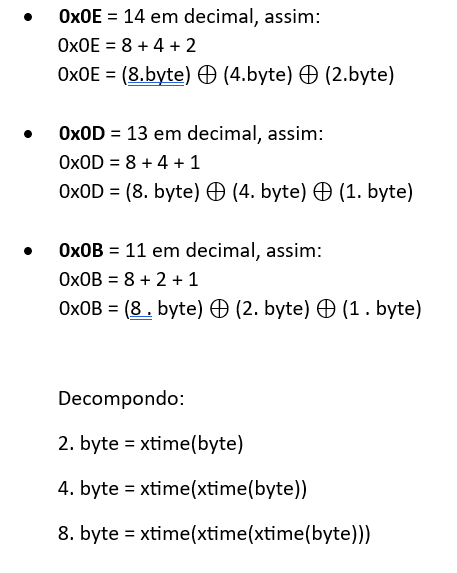 • 0x0E = 14 em decimal, assim:
0x0E = 8 + 4 + 2
0x0E = (8.byte) ⨁ (4.byte) ⨁ (2.byte)
• 0x0D = 13 em decimal, assim:
0x0D = 8 + 4 + 1
0x0D = (8. byte) ⨁ (4. byte) ⨁ (1. byte)
• 0x0B = 11 em decimal, assim:
0x0B = 8 + 2 + 1
0x0B = (8 . byte) ⨁ (2. byte) ⨁ (1 . byte)
Decompondo:
2. byte = xtime(byte)
4. byte = xtime(xtime(byte))
8. byte = xtime(xtime(xtime(byte)))